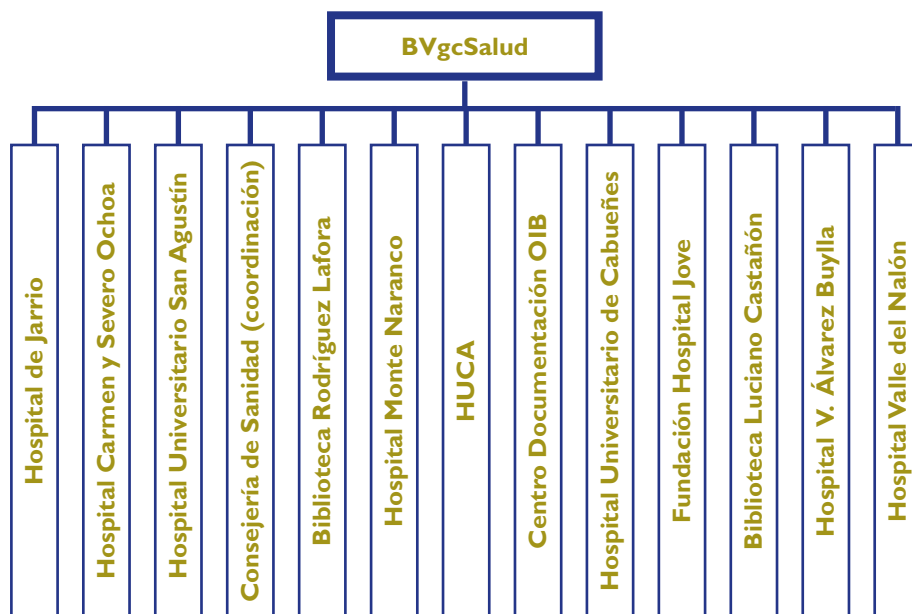 BVgcSalud
Hospital de Jarrio
Hospital Carmen y Severo Ochoa
Hospital Universitario San Agustín
Consejería de Sanidad (coordinación)
Biblioteca Rodríguez Lafora
Hospital Monte Naranco
HUCA
Centro Documentación OIB
Hospital Universitario de Cabueñes
Fundación Hospital Jove
Biblioteca Luciano Castañón
Hospital V. Álvarez Buylla
Hospital Valle del Nalón